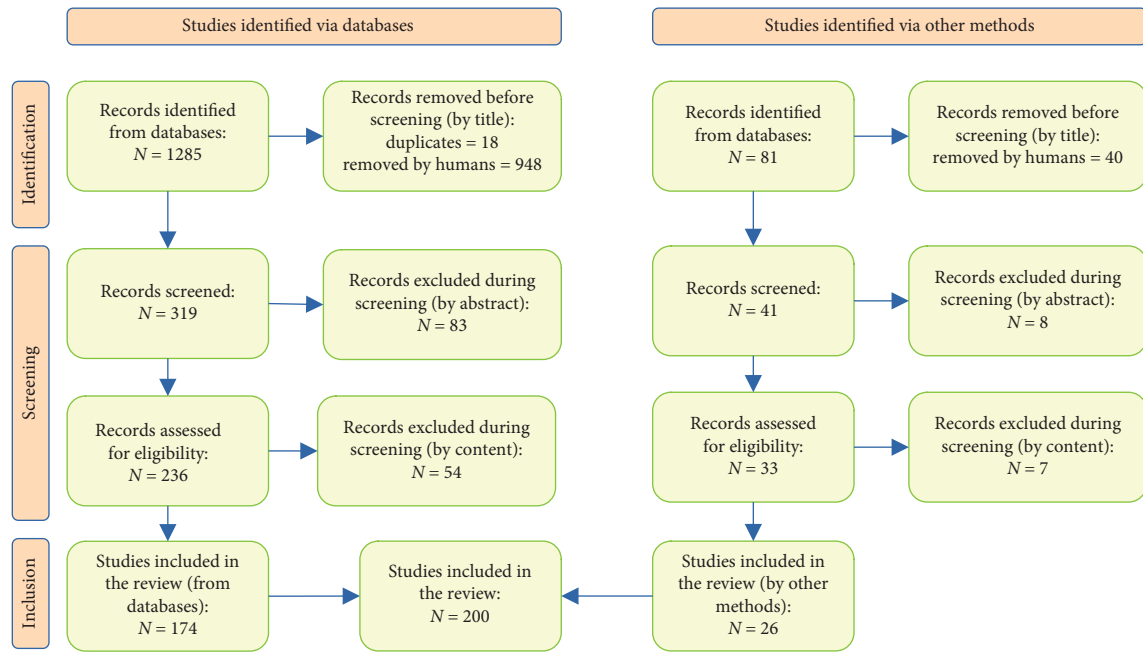 Studies identified via databases
Studies identified via other methods
Identification
Records identified
from databases:
N = 1285
Records removed before
screening (by title):
duplicates = 18
removed by humans = 948
Records identified
from databases:
N = 81
Records removed before
screening (by title):
removed by humans = 40
Screening
Records screened:
N = 319
Records excluded during
screening (by abstract):
N = 83
Records screened:
N = 41
Records excluded during
screening (by abstract):
N = 8
Records assessed
for eligibility:
N = 236
Records excluded during
screening (by content):
N = 54
Records assessed
for eligibility:
N = 33
Records excluded during
screening (by content):
N = 7
Inclusion
Studies included in
the review (from
databases):
N = 174
Studies included in
the review:
N = 200
Studies included in
the review (by other
methods):
N = 26